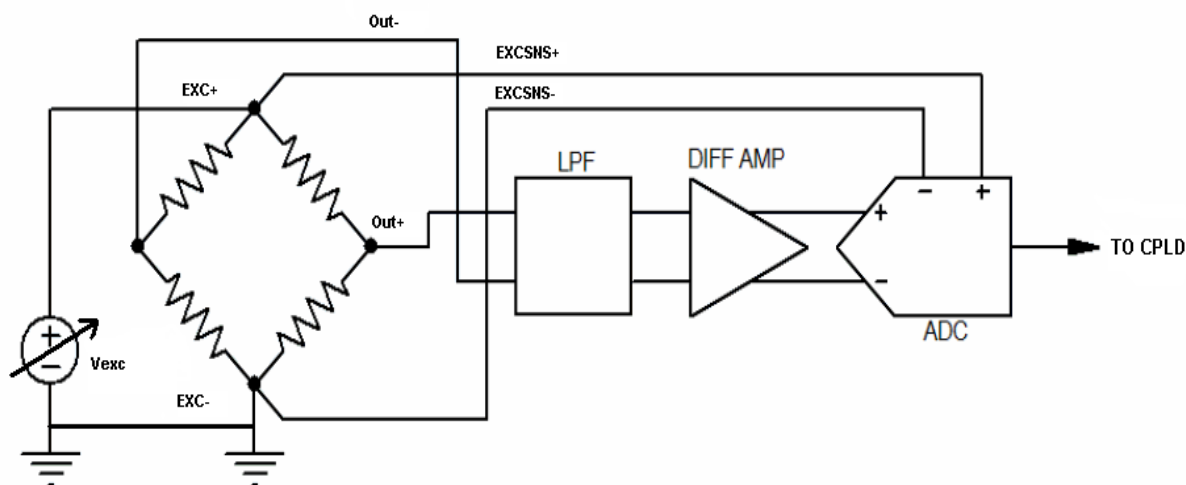 Out-
EXCSNS+
EXC+
EXCSNS-
LPF
DIFF AMP
- +
Out+
+
TO CPLD
-
ADC
+
-
Vexc
EXC-